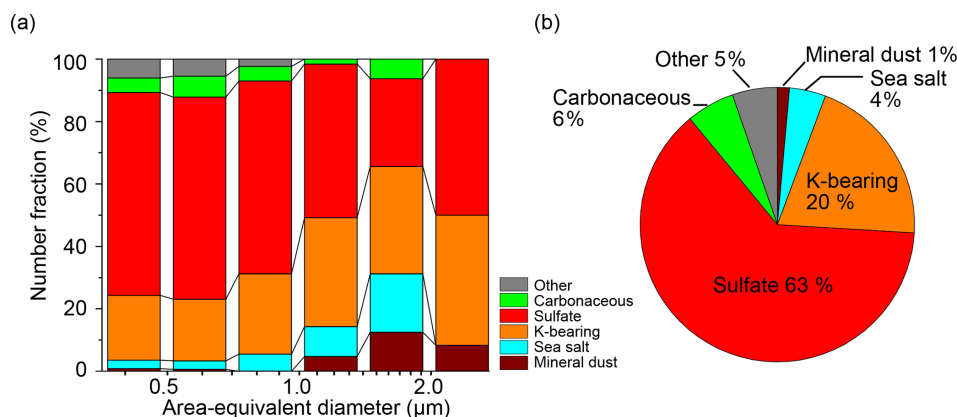 (a)
100
80
60
40
20
0
Number fraction (%)
0.5
1.0
2.0
Area-equivalent diameter (µm)
Other
Carbonaceous
Sulfate
K-bearing
Sea salt
Mineral dust
(b)
Mineral dust 1%
Other 5%
Sea salt
4%
Carbonaceous
6%
K-bearing
20 %
Sulfate 63 %